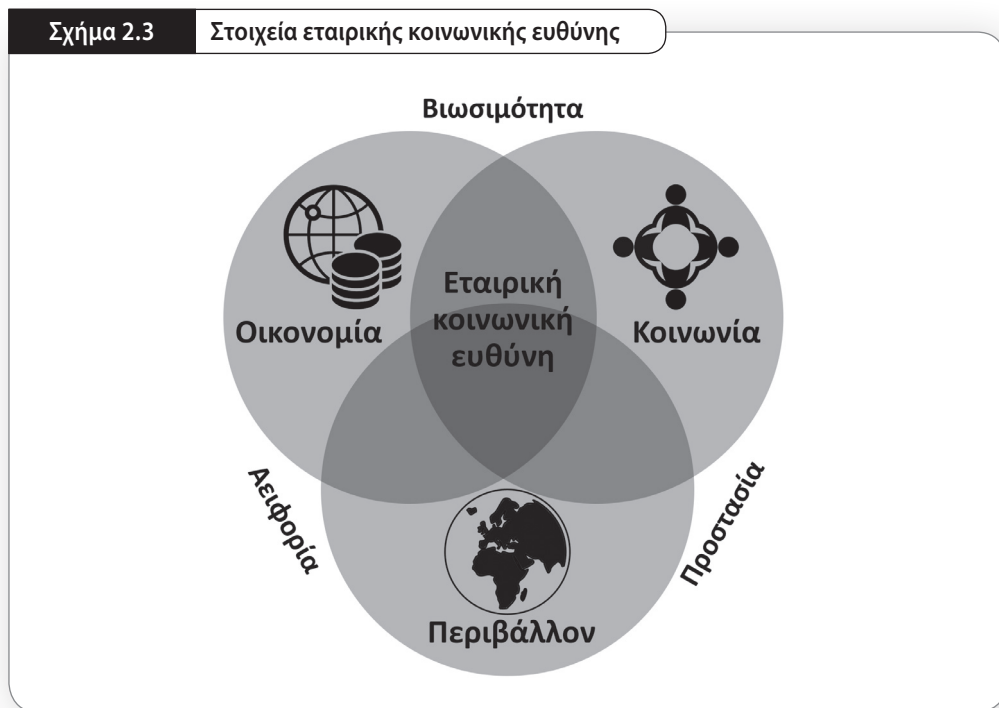 Σχήμα 2.3 Στοιχεία εταιρικής κοινωνικής ευθύνης
Βιωσιμότητα
Εταιρική
κοινωνική
ευθύνη
Οικονομία
Κοινωνία
Αειφορία
Προστασία
Περιβάλλον